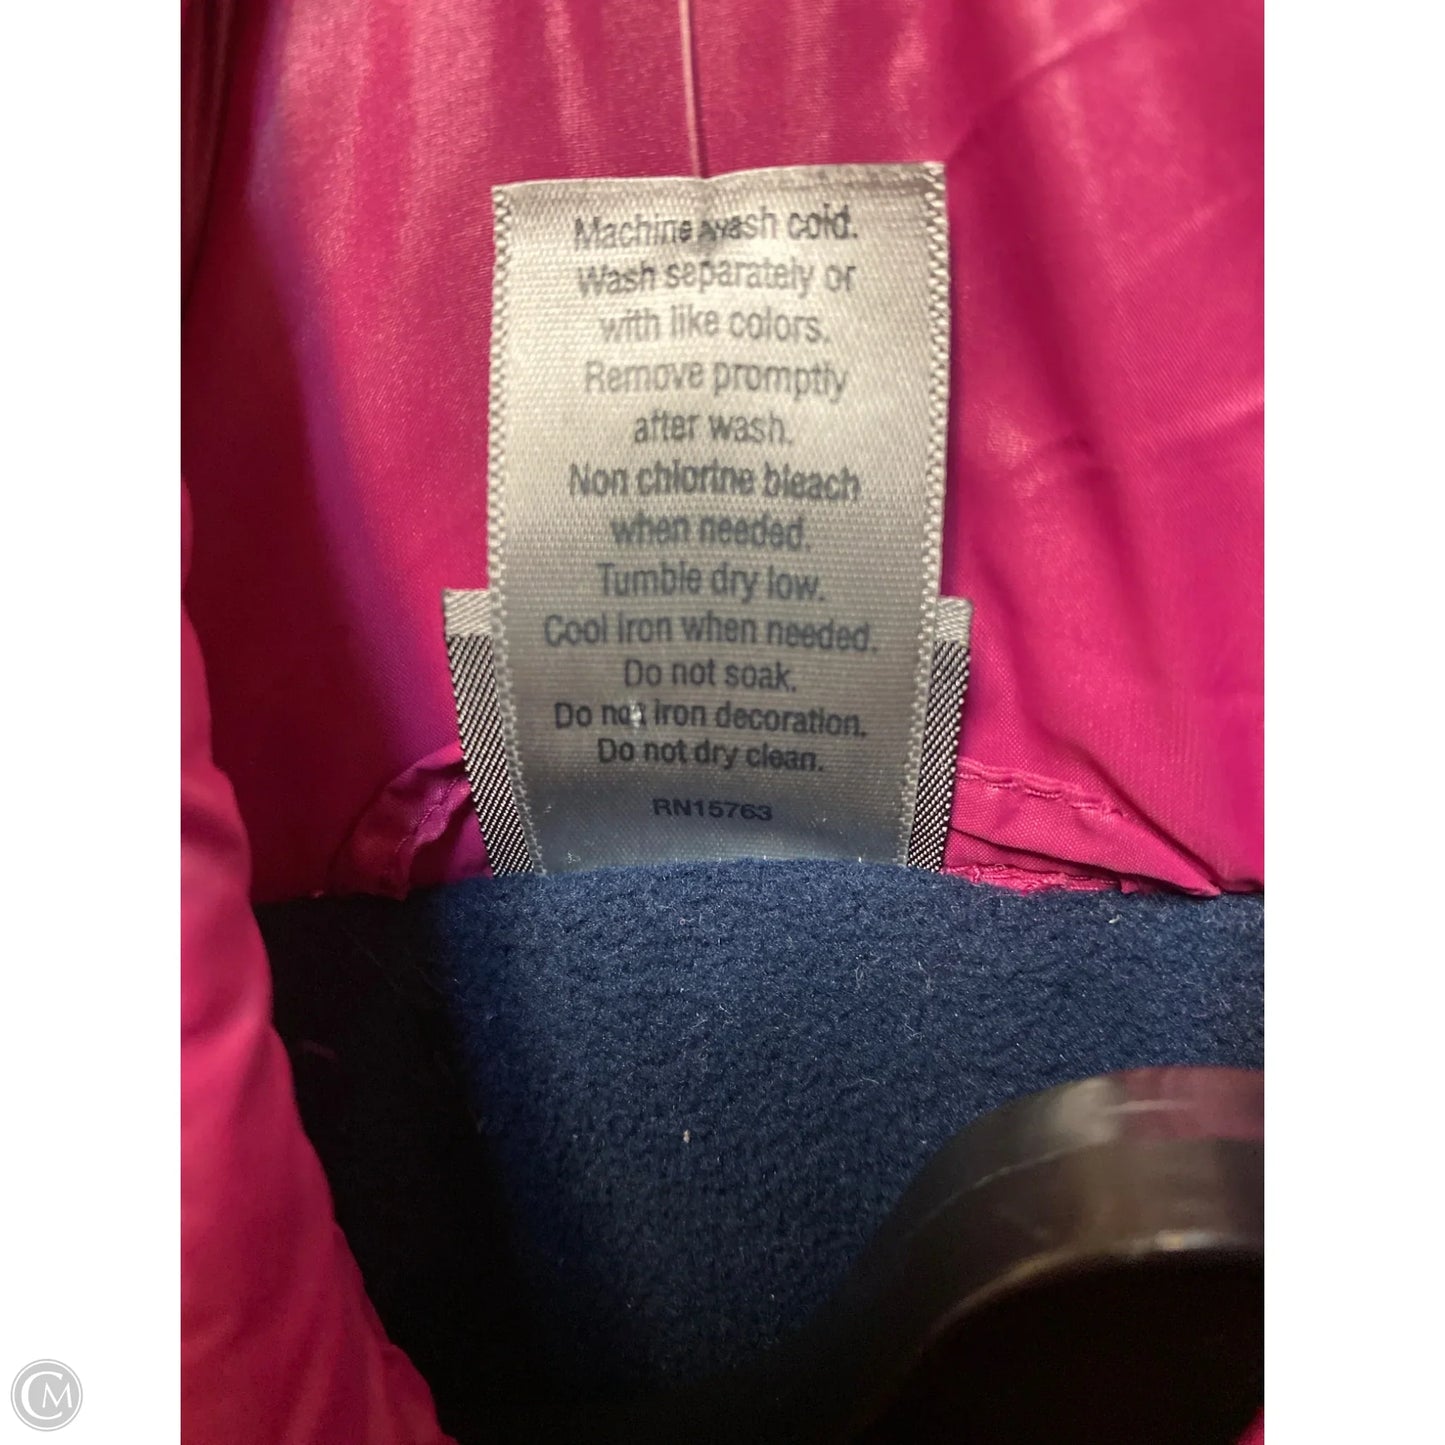 Machine wash cold.
Wash separately or
with like colors.
Remove promptly
after wash.
Non chlorine bleach
when needed.
Tumble dry low.
Cool iron when needed.
Do not soak.
Do not iron decoration.
Do not dry clean.
RN15763
CM